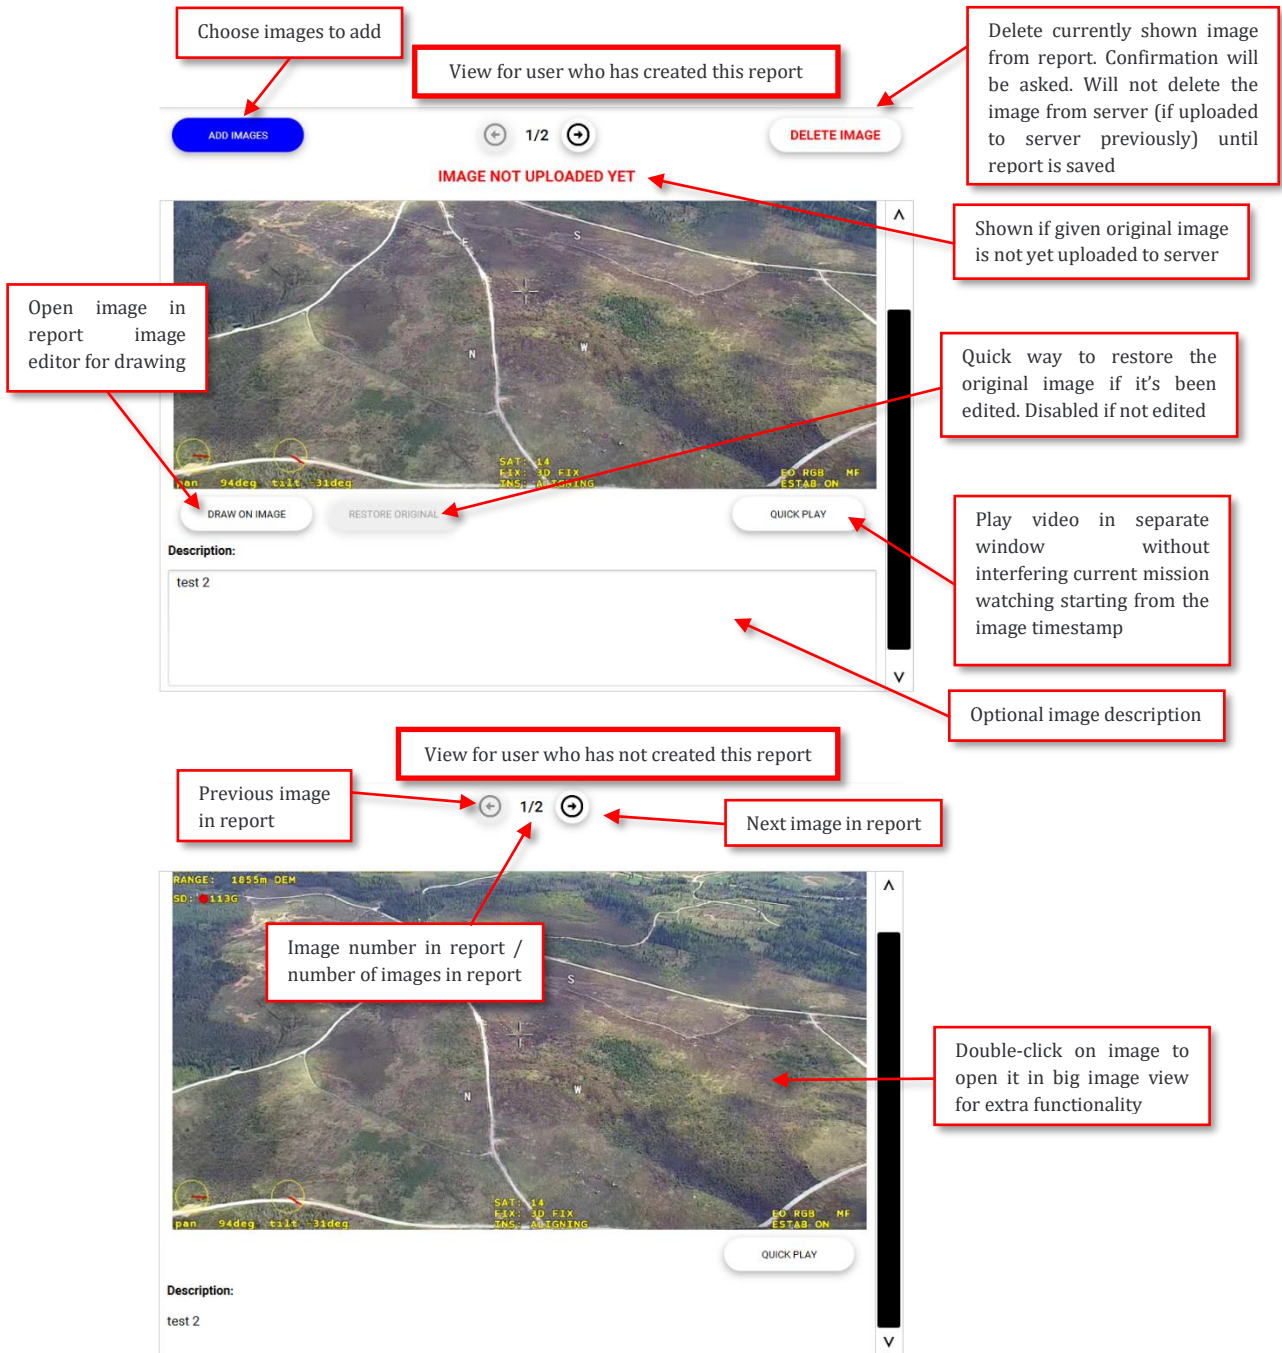 Choose images to add
View for user who has created this report
Delete currently shown image
from report. Confirmation will
be asked. Will not delete the
image from server (if uploaded
to server previously) until
report is saved
ADD IMAGES
1/2
DELETE IMAGE
IMAGE NOT UPLOADED YET
Shown if given original image
is not yet uploaded to server
E
S
N
W
Open image in
report image
editor for drawing
Quick way to restore the
original image if it's been
edited. Disabled if not edited
SAT: 14
FIX: 3D FIX
INS: ALIGNING
EO RGB MF
ESTAB ON
pan 94deg tilt -31deg
DRAW ON IMAGE
RESTORE ORIGINAL
QUICK PLAY
Play video in separate
window without
interfering current mission
watching starting from the
image timestamp
Description:
test 2
Optional image description
View for user who has not created this report
Previous image
in report
1/2
Next image in report
RANGE: 1855m DEM
SD: 113G
Image number in report /
number of images in report
S
N
W
Double-click on image to
open it in big image view
for extra functionality
SAT: 14
FIX: 3D FIX
INS: ALIGNING
EO RGB MF
ESTAB ON
pan 94deg tilt -31deg
QUICK PLAY
Description:
test 2